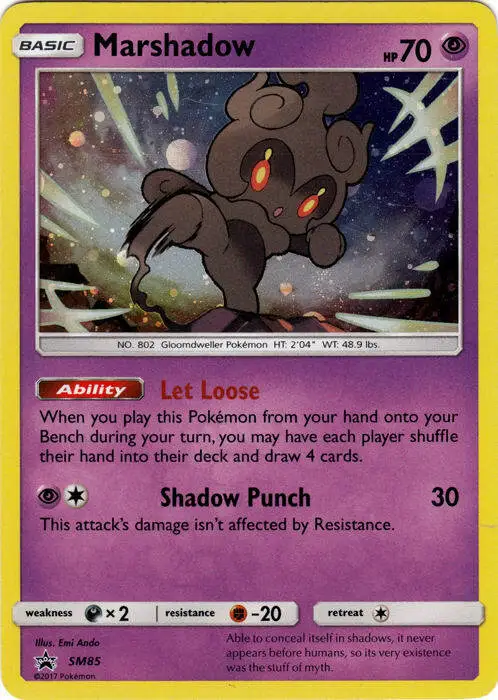 BASIC Marshadow HP 70
NO. 802 Gloomdweller Pokémon HT: 2'04" WT: 48.9 lbs.
Ability Let Loose
When you play this Pokémon from your hand onto your
Bench during your turn, you may have each player shuffle
their hand into their deck and draw 4 cards.
Shadow Punch 30
This attack's damage isn't affected by Resistance.
weakness × 2 resistance -20 retreat
Illus. Emi Ando
SM85
©2017 Pokémon
Able to conceal itself in shadows, it never
appears before humans, so its very existence
was the stuff of myth.